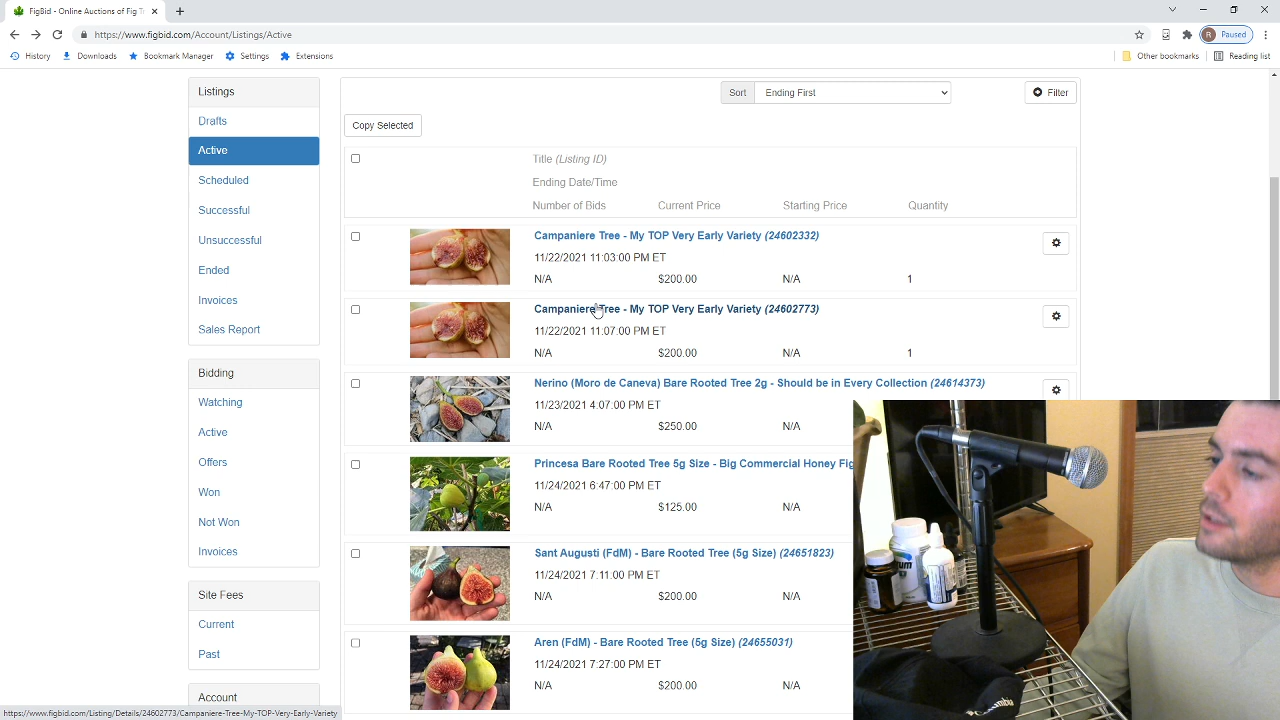 FigBid - Online Auctions of Fig T
https://www.figbid.com/Account/Listings/Active
R Paused
History Downloads Bookmark Manager Settings Extensions Other bookmarks Reading list
Listings
Drafts
Active
Scheduled
Successful
Unsuccessful
Ended
Invoices
Sales Report
Bidding
Watching
Active
Offers
Won
Not Won
Invoices
Site Fees
Current
Past
Account
Sort Ending First Filter
Copy Selected
Title (Listing ID)
Ending Date/Time
Number of Bids Current Price Starting Price Quantity
Campaniere Tree - My TOP Very Early Variety (24602332)
11/22/2021 11:03:00 PM ET
N/A $200.00 N/A 1
Campaniere Tree - My TOP Very Early Variety (24602773)
11/22/2021 11:07:00 PM ET
N/A $200.00 N/A 1
Nerino (Moro de Caneva) Bare Rooted Tree 2g - Should be in Every Collection (24614373)
11/23/2021 4:07:00 PM ET
N/A $250.00 N/A
Princesa Bare Rooted Tree 5g Size - Big Commercial Honey Fig
11/24/2021 6:47:00 PM ET
N/A $125.00 N/A
Sant Augusti (FdM) - Bare Rooted Tree (5g Size) (24651823)
11/24/2021 7:11:00 PM ET
N/A $200.00 N/A
Aren (FdM) - Bare Rooted Tree (5g Size) (24655031)
11/24/2021 7:27:00 PM ET
N/A $200.00 N/A
https://www.figbid.com/Listing/Details/24602773/Campaniere-Tree-My-TOP-Very-Early-Variety